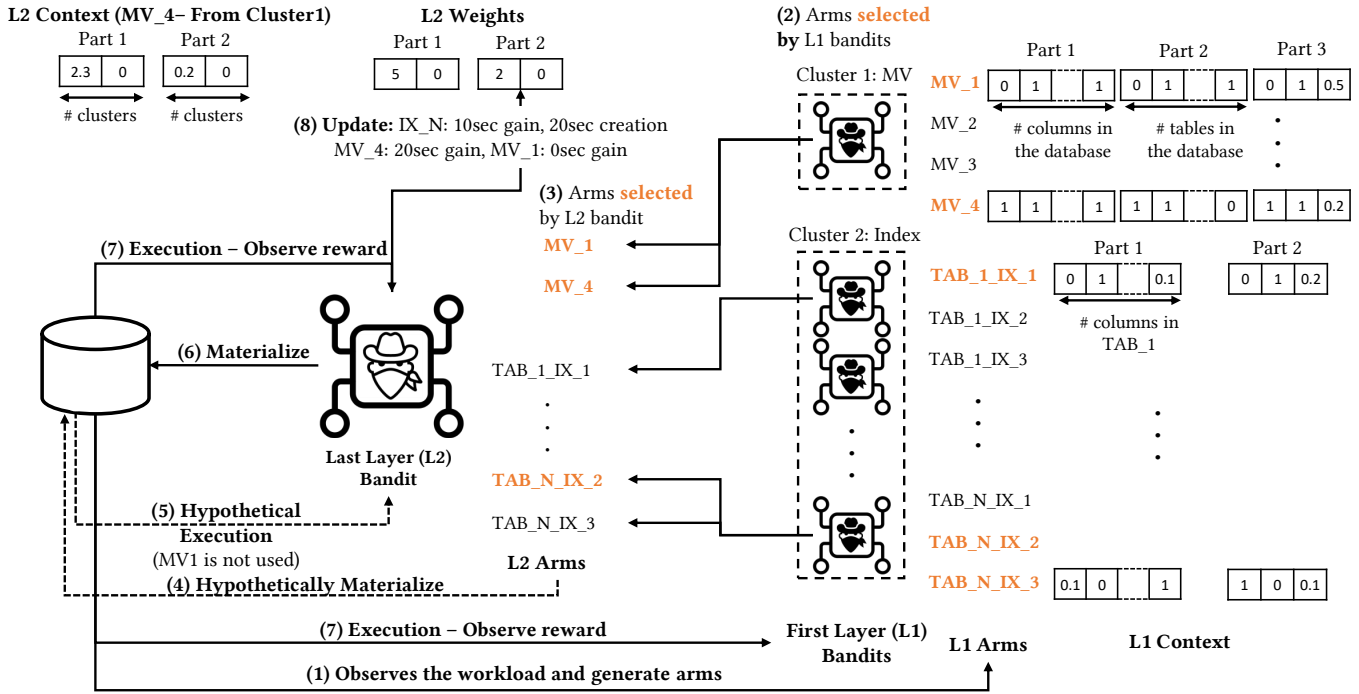 L2 Context (MV_4– From Cluster1)
Part 1
Part 2
2.3 0
0.2 0
# clusters
# clusters
L2 Weights
Part 1
Part 2
5 0
2 0
(8) Update: IX_N: 10sec gain, 20sec creation
MV_4: 20sec gain, MV_1: 0sec gain
(2) Arms selected
by L1 bandits
Cluster 1: MV
MV_1
MV_2
MV_3
MV_4
Part 1
Part 2
Part 3
0 1 1
0 1 1
0 1 0.5
# columns in
the database
# tables in
the database
1 1 1
1 1 0
1 1 0.2
(3) Arms selected
by L2 bandit
MV_1
MV_4
TAB_1_IX_1
TAB_N_IX_2
TAB_N_IX_3
L2 Arms
Cluster 2: Index
TAB_1_IX_1
TAB_1_IX_2
TAB_1_IX_3
TAB_N_IX_1
TAB_N_IX_2
TAB_N_IX_3
Part 1
Part 2
0 1 0.1
0 1 0.2
# columns in
TAB_1
0.1 0 1
1 0 0.1
(7) Execution – Observe reward
(6) Materialize
Last Layer (L2)
Bandit
(5) Hypothetical
Execution
(MV1 is not used)
(4) Hypothetically Materialize
(7) Execution – Observe reward
First Layer (L1)
Bandits
L1 Arms
L1 Context
(1) Observes the workload and generate arms